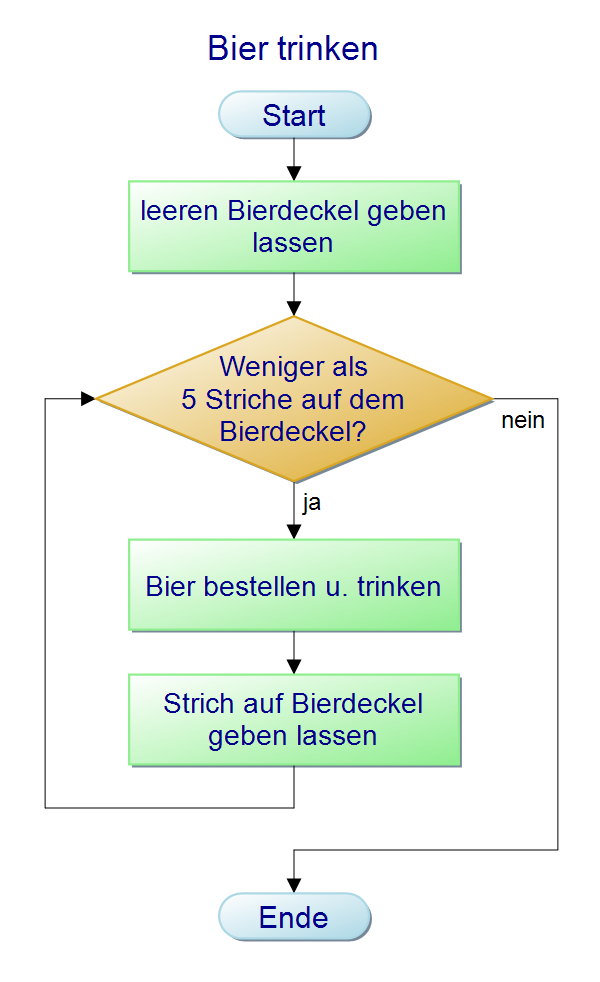 Bier trinken
Start
leeren Bierdeckel geben
lassen
Weniger als
5 Striche auf dem
Bierdeckel?
nein
ja
Bier bestellen u. trinken
Strich auf Bierdeckel
geben lassen
Ende